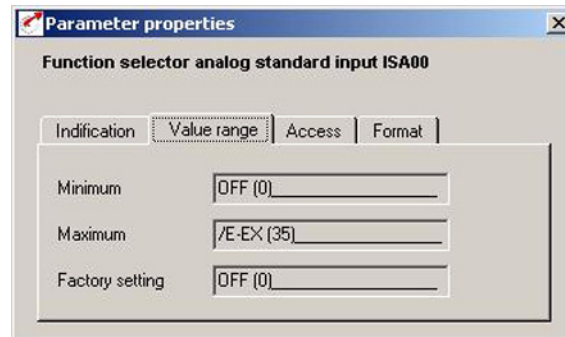 Parameter properties
Function selector analog standard input ISA00
Indification Value range Access Format
Minimum OFF (0)
Maximum /E-EX (35)
Factory setting OFF (0)